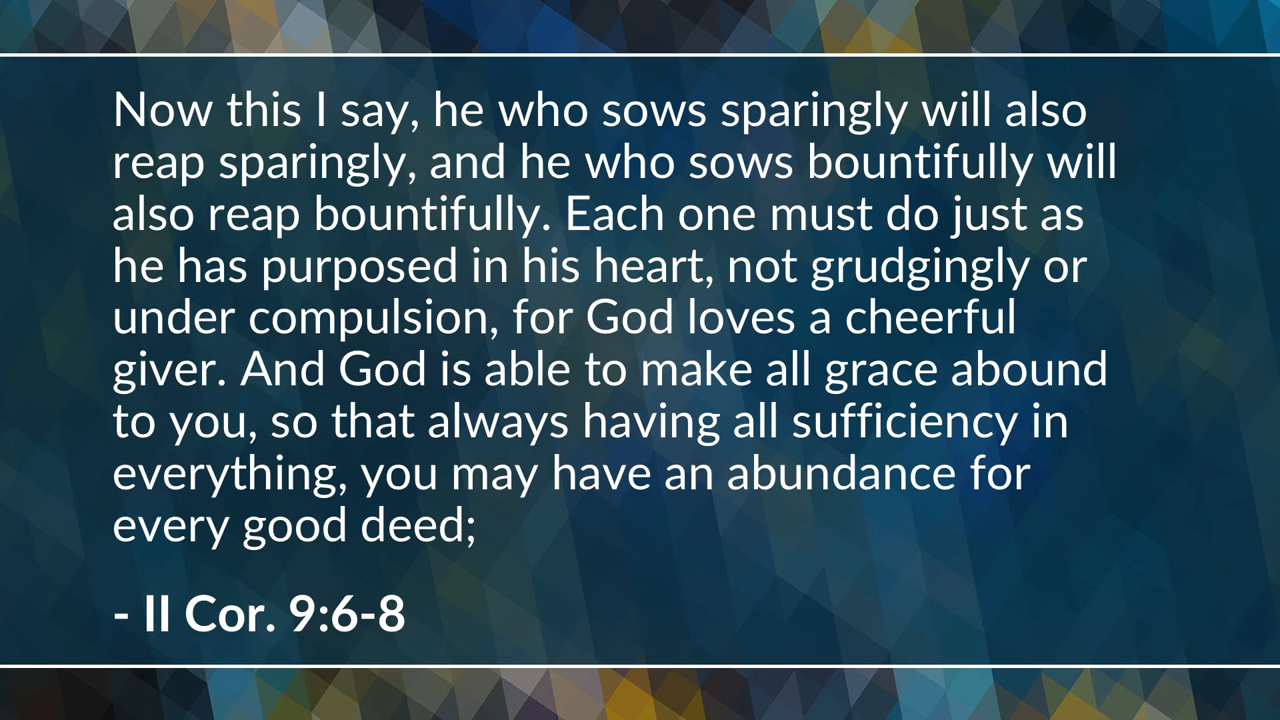 Now this I say, he who sows sparingly will also
reap sparingly, and he who sows bountifully will
also reap bountifully. Each one must do just as
he has purposed in his heart, not grudgingly or
under compulsion, for God loves a cheerful
giver. And God is able to make all grace abound
to you, so that always having all sufficiency in
everything, you may have an abundance for
every good deed;
- II Cor. 9:6-8